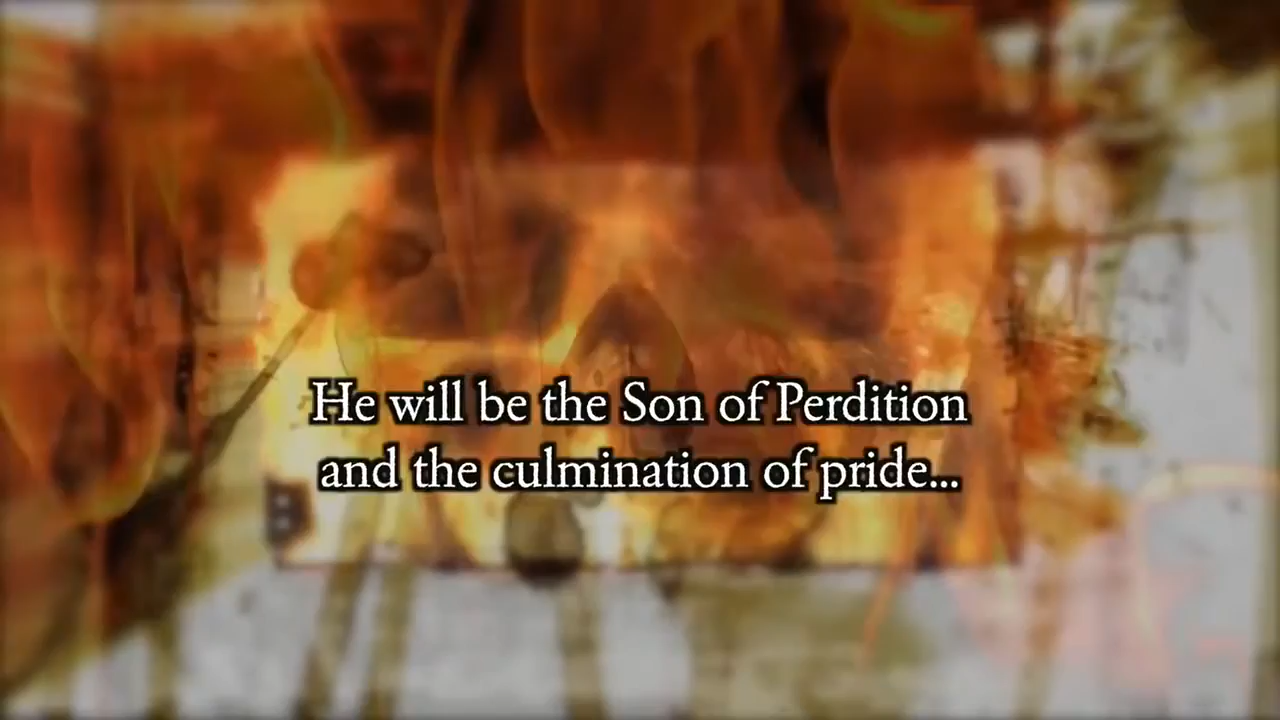 He will be the Son of Perdition
and the culmination of pride...